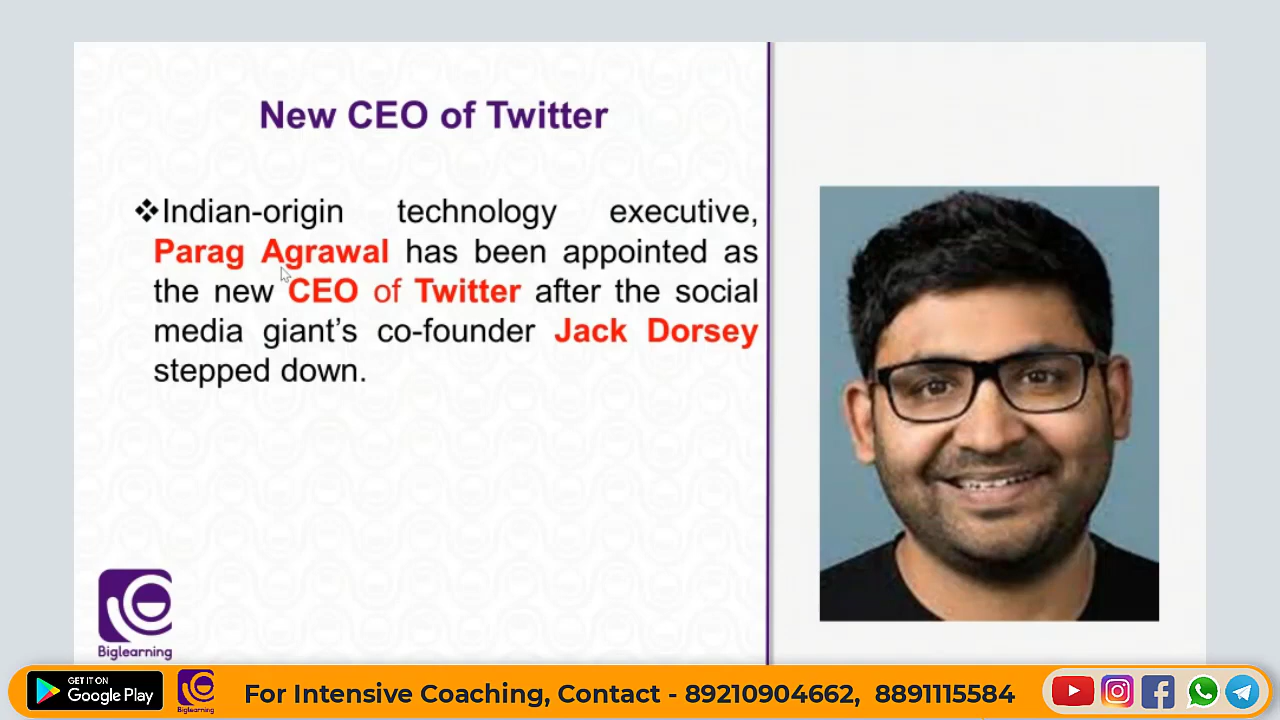 New CEO of Twitter
❖Indian-origin technology executive,
Parag Agrawal has been appointed as
the new CEO of Twitter after the social
media giant's co-founder Jack Dorsey
stepped down.
Biglearning
GET IT ON
Google Play
Biglearning
For Intensive Coaching, Contact - 89210904662, 8891115584